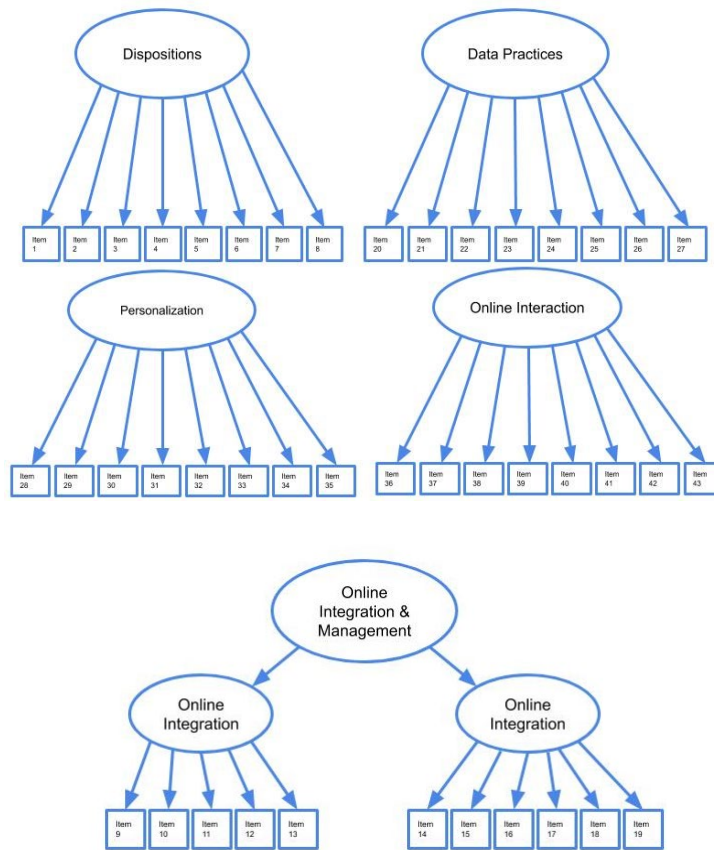 Dispositions
Data Practices
Item
1
Item
2
Item
3
Item
4
Item
5
Item
6
Item
7
Item
8
Item
20
Item
21
Item
22
Item
23
Item
24
Item
25
Item
26
Item
27
Personalization
Online Interaction
Item
28
Item
29
Item
30
Item
31
Item
32
Item
33
Item
34
Item
35
Item
36
Item
37
Item
38
Item
39
Item
40
Item
41
Item
42
Item
43
Online
Integration &
Management
Online
Integration
Online
Integration
Item
9
Item
10
Item
11
Item
12
Item
13
Item
14
Item
15
Item
16
Item
17
Item
18
Item
19